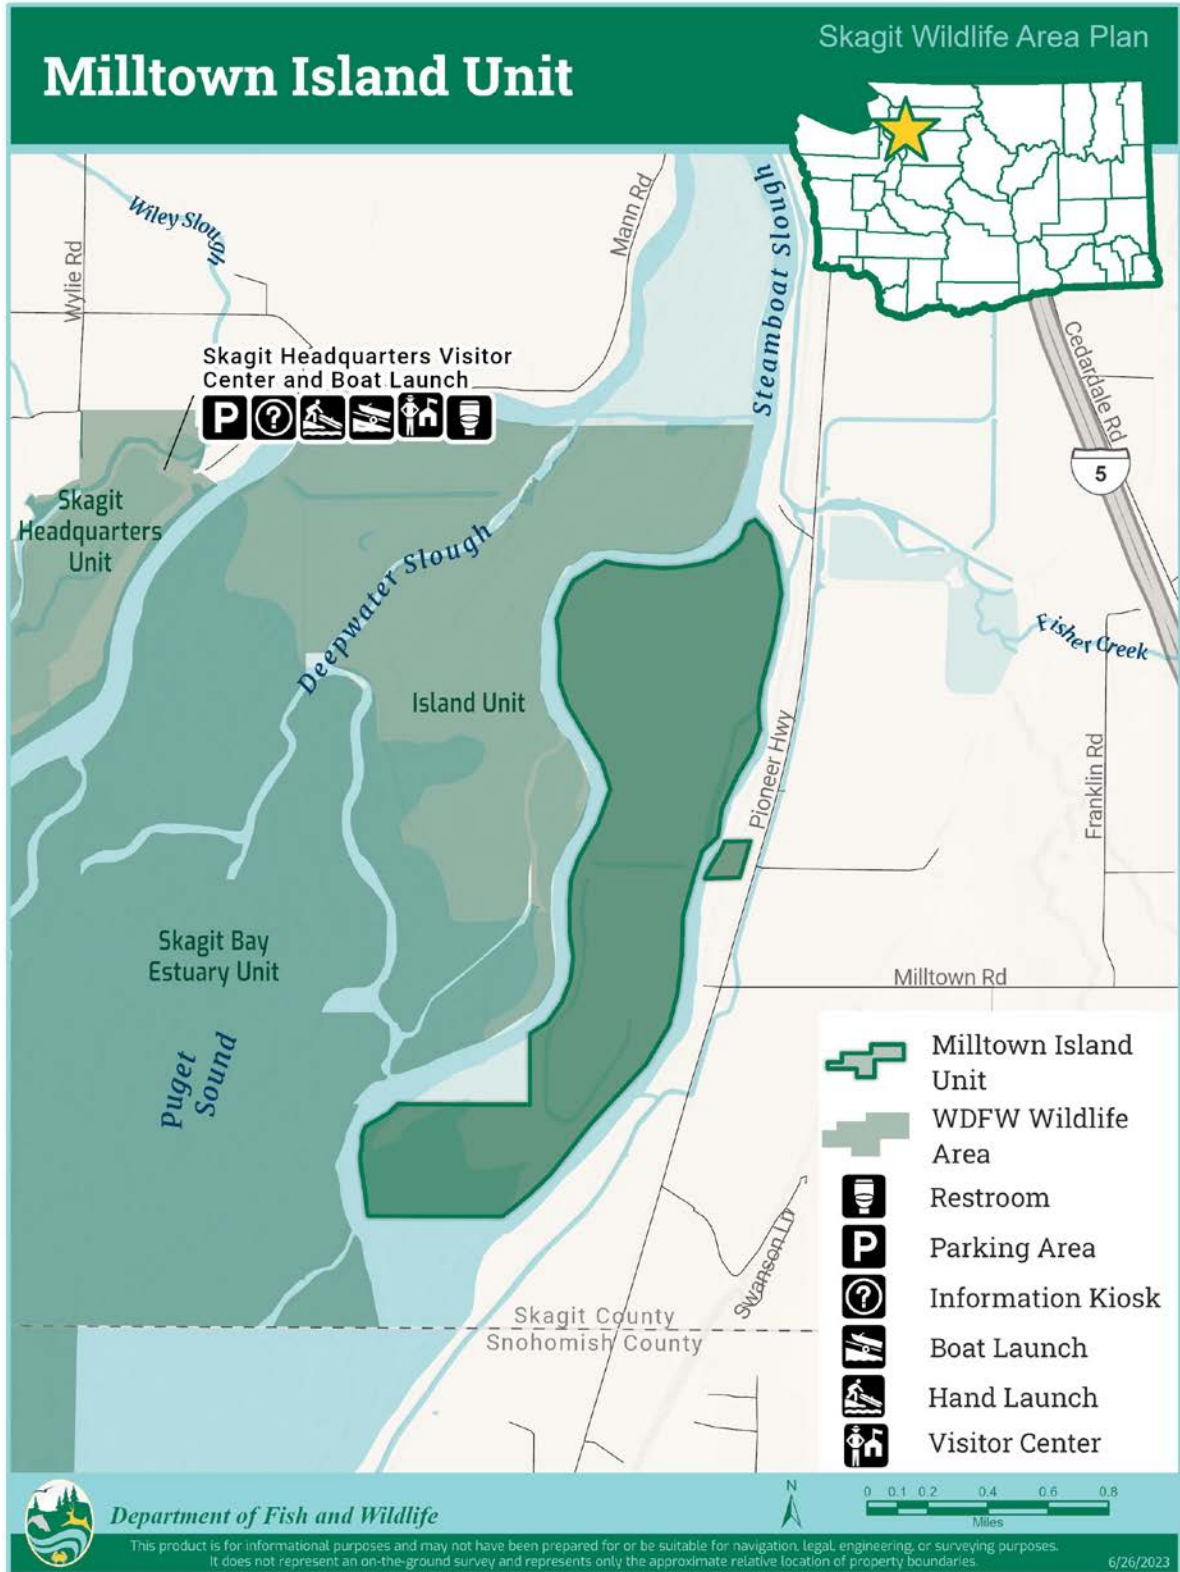 Skagit Wildlife Area Plan
Milltown Island Unit
Wiley Slough
Wylie Rd
Mann Rd
Steamboat Slough
Cedardale Rd
5
Skagit Headquarters Visitor
Center and Boat Launch
P
?
Skagit
Headquarters
Unit
Deepwater Slough
Island Unit
Fisher Creek
Pioneer Hwy
Franklin Rd
Skagit Bay
Estuary Unit
Milltown Rd
Puget
Sound
Swanson Ln
Skagit County
Snohomish County
Milltown Island
Unit
WDFW Wildlife
Area
Restroom
P
Parking Area
?
Information Kiosk
Boat Launch
Hand Launch
Visitor Center
Department of Fish and Wildlife
N
0 0.1 0.2 0.4 0.6 0.8
Miles
This product is for informational purposes and may not have been prepared for or be suitable for navigation, legal, engineering, or surveying purposes.
It does not represent an on-the-ground survey and represents only the approximate relative location of property boundaries.
6/26/2023